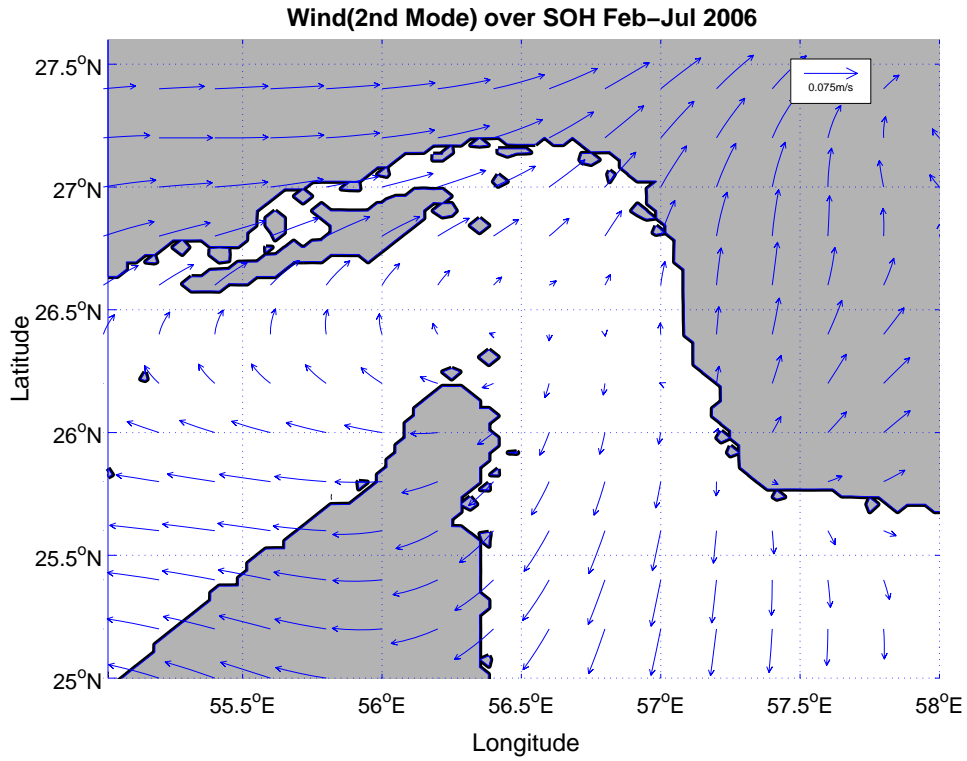 Wind(2nd Mode) over SOH Feb−Jul 2006
0.075m/s
27.5°N
27°N
26.5°N
26°N
25.5°N
25°N
Latitude
55.5°E
56°E
56.5°E
57°E
57.5°E
58°E
Longitude